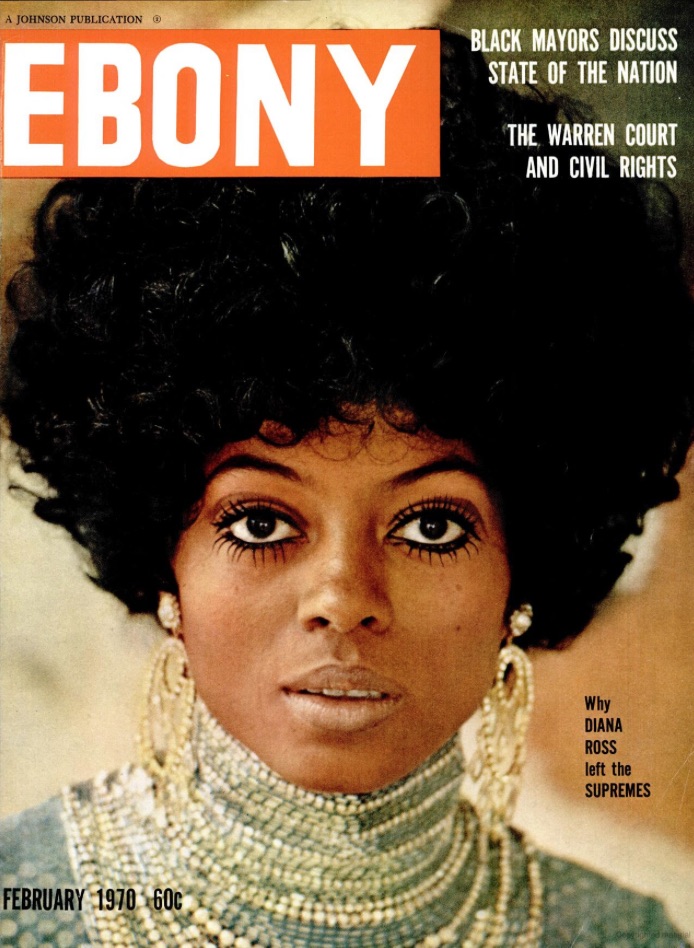 A JOHNSON PUBLICATION
EBONY
BLACK MAYORS DISCUSS
STATE OF THE NATION
THE WARREN COURT
AND CIVIL RIGHTS
Why
DIANA
ROSS
left the
SUPREMES
FEBRUARY 1970 60c